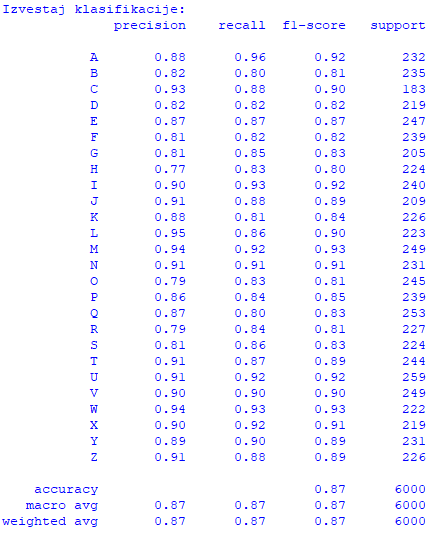 Izvestaj klasifikacije:
precision recall f1-score support
A 0.88 0.96 0.92 232
B 0.82 0.80 0.81 235
C 0.93 0.88 0.90 183
D 0.82 0.82 0.82 219
E 0.87 0.87 0.87 247
F 0.81 0.82 0.82 239
G 0.81 0.85 0.83 205
H 0.77 0.83 0.80 224
I 0.90 0.93 0.92 240
J 0.91 0.88 0.89 209
K 0.88 0.81 0.84 226
L 0.95 0.86 0.90 223
M 0.94 0.92 0.93 249
N 0.91 0.91 0.91 231
O 0.79 0.83 0.81 245
P 0.86 0.84 0.85 239
Q 0.87 0.80 0.83 253
R 0.79 0.84 0.81 227
S 0.81 0.86 0.83 224
T 0.91 0.87 0.89 244
U 0.91 0.92 0.92 259
V 0.90 0.90 0.90 249
W 0.94 0.93 0.93 222
X 0.90 0.92 0.91 219
Y 0.89 0.90 0.89 231
Z 0.91 0.88 0.89 226
accuracy 0.87 6000
macro avg 0.87 0.87 0.87 6000
weighted avg 0.87 0.87 0.87 6000